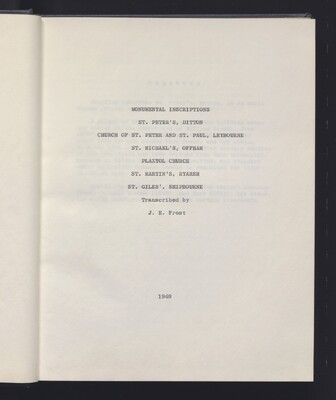 MONUMENTAL INSCRIPTIONS
ST. PETER'S, DITTON
CHURCH OF ST. PETER AND ST. PAUL, LEYBOURNE
ST. MICHAEL'S, OFFHAM
PLAXTOL CHURCH
ST. MARTIN'S, RYARSH
ST. GILES', SHIPBOURNE
Transcribed by
J. E. Frost
1980